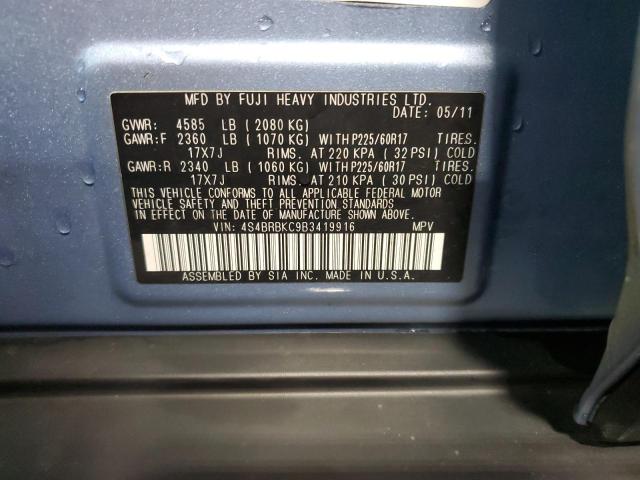 MFD BY FUJI HEAVY INDUSTRIES LTD.
DATE: 05/11
GVWR: 4585 LB ( 2080 KG)
GAWR:F 2360 LB ( 1070 KG) WITH P225/60R17 TIRES.
17X7J RIMS. AT 220 KPA ( 32 PSI) COLD
GAWR:R 2340 LB ( 1060 KG) WITH P225/60R17 TIRES.
17X7J RIMS. AT 210 KPA ( 30 PSI) COLD
THIS VEHICLE CONFORMS TO ALL APPLICABLE FEDERAL MOTOR
VEHICLE SAFETY AND THEFT PREVENTION STANDARDS
IN EFFECT ON THE DATE OF MANUFACTURE SHOWN ABOVE.
VIN: 4S4BRBKC9B3419916 MPV
ASSEMBLED BY SIA INC. MADE IN U.S.A.